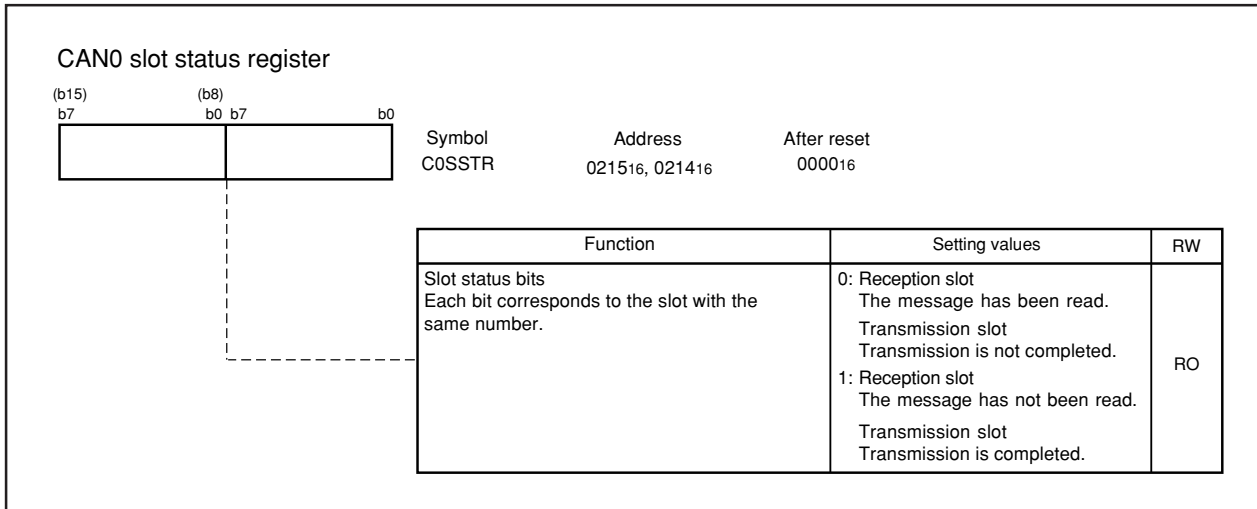 CAN0 slot status register
(b15) (b8)
b7 b0 b7 b0
Symbol Address After reset
C0SSTR 021516, 021416 000016
Function Setting values RW
Slot status bits
Each bit corresponds to the slot with the
same number.
0: Reception slot
The message has been read.
Transmission slot
Transmission is not completed.
1: Reception slot
The message has not been read.
Transmission slot
Transmission is completed.
RO